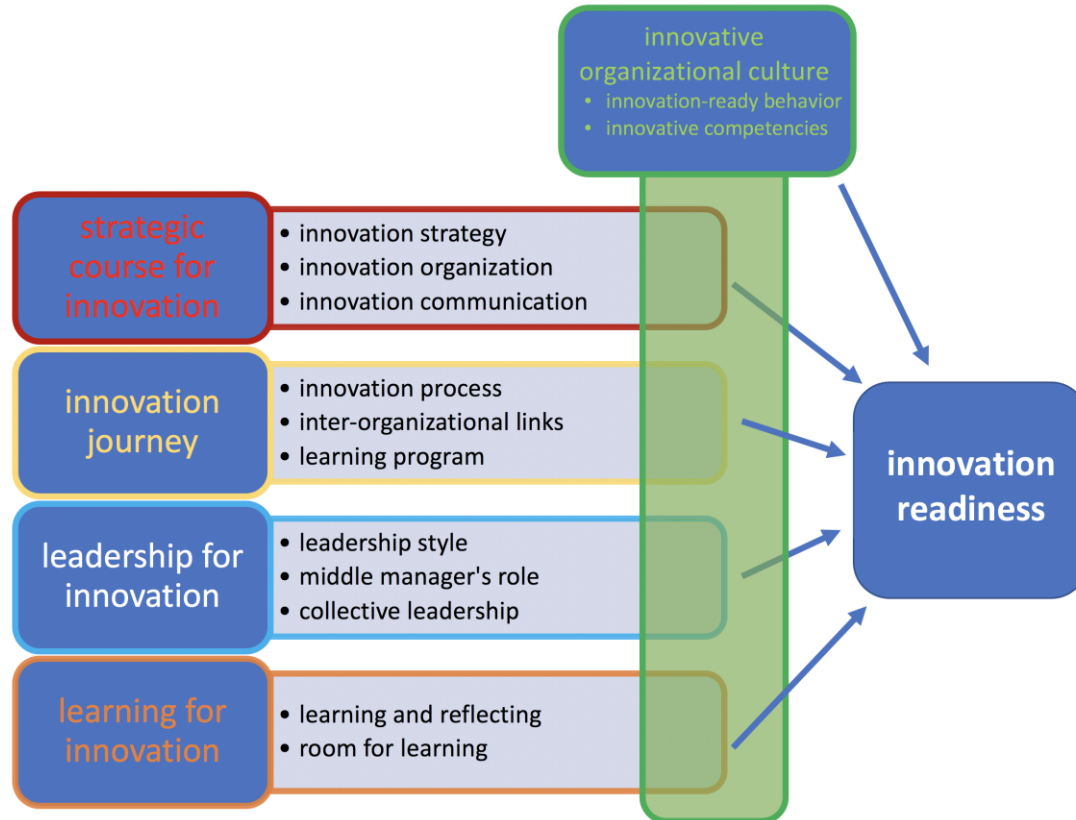 innovative
organizational culture
• innovation-ready behavior
• innovative competencies
strategic
course for
innovation
• innovation strategy
• innovation organization
• innovation communication
innovation
journey
• innovation process
• inter-organizational links
• learning program
leadership for
innovation
• leadership style
• middle manager's role
• collective leadership
learning for
innovation
• learning and reflecting
• room for learning
innovation
readiness